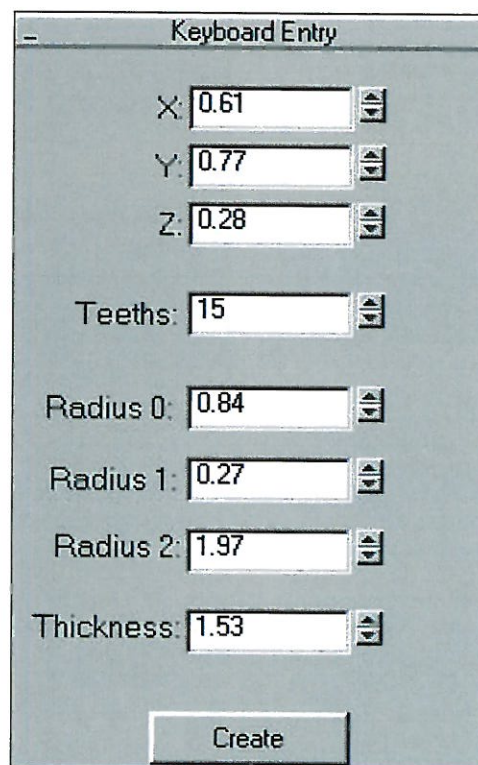 Keyboard Entry
X: 0.61
Y: 0.77
Z: 0.28
Teeths: 15
Radius 0: 0.84
Radius 1: 0.27
Radius 2: 1.97
Thickness: 1.53
Create